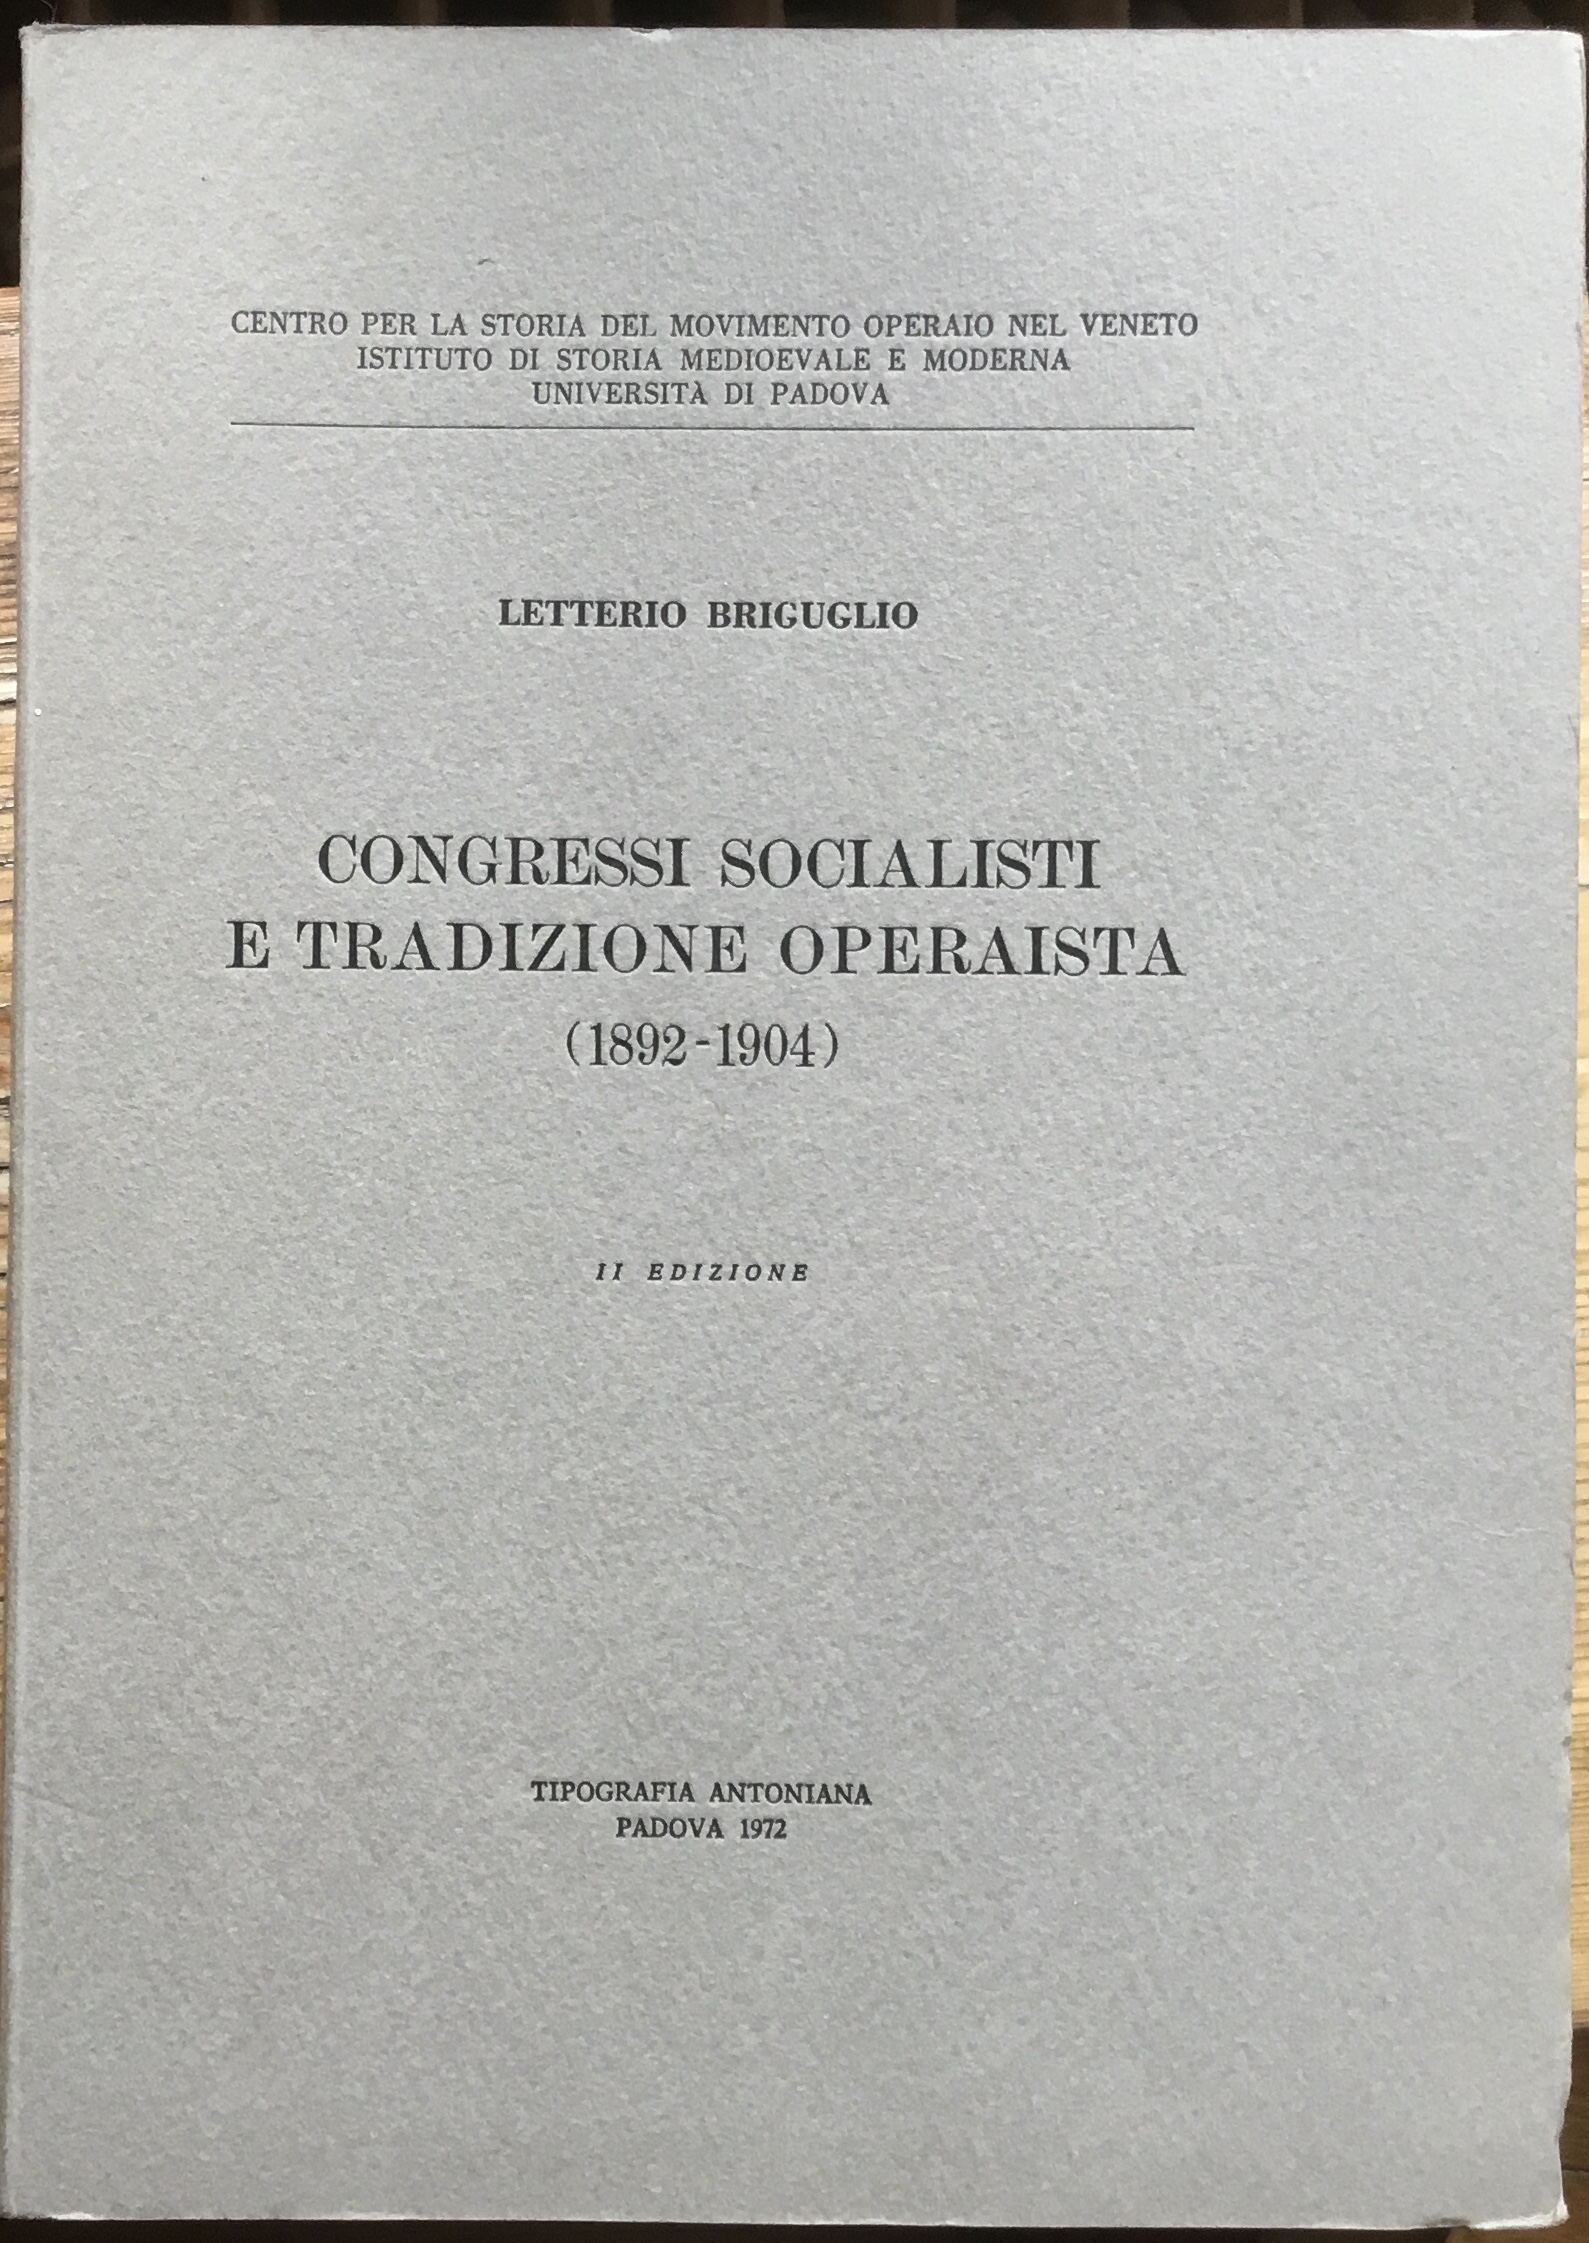 CENTRO PER LA STORIA DEL MOVIMENTO OPERAIO NEL VENETO
ISTITUTO DI STORIA MEDIOEVALE E MODERNA
UNIVERSITÀ DI PADOVA
LETTERIO BRIGUGLIO
CONGRESSI SOCIALISTI
E TRADIZIONE OPERAISTA
(1892-1904)
II EDIZIONE
TIPOGRAFIA ANTONIANA
PADOVA 1972